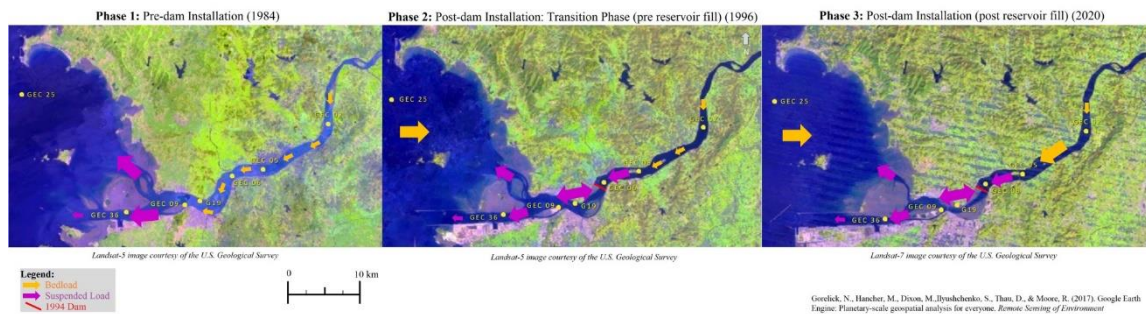 Phase 1: Pre-dam Installation (1984)
Phase 2: Post-dam Installation: Transition Phase (pre reservoir fill) (1996)
Phase 3: Post-dam Installation (post reservoir fill) (2020)
GEC 25
GEC 05
GEC 06
GEC 09
G19
GEC 36
GEC 25
GEC
GEC 09
G19
GEC 36
GEC 25
GEC 09
G19
GEC 36
Landsat-5 image courtesy of the U.S. Geological Survey
Landsat-5 image courtesy of the U.S. Geological Survey
Landsat-7 image courtesy of the U.S. Geological Survey
Legend:
Bedload
Suspended Load
1994 Dam
0
10 km
Gorelick, N., Hancher, M., Dixon, M.,Ilyushchenko, S., Thau, D., & Moore, R. (2017). Google Earth
Engine: Planetary-scale geospatial analysis for everyone. Remote Sensing of Environment